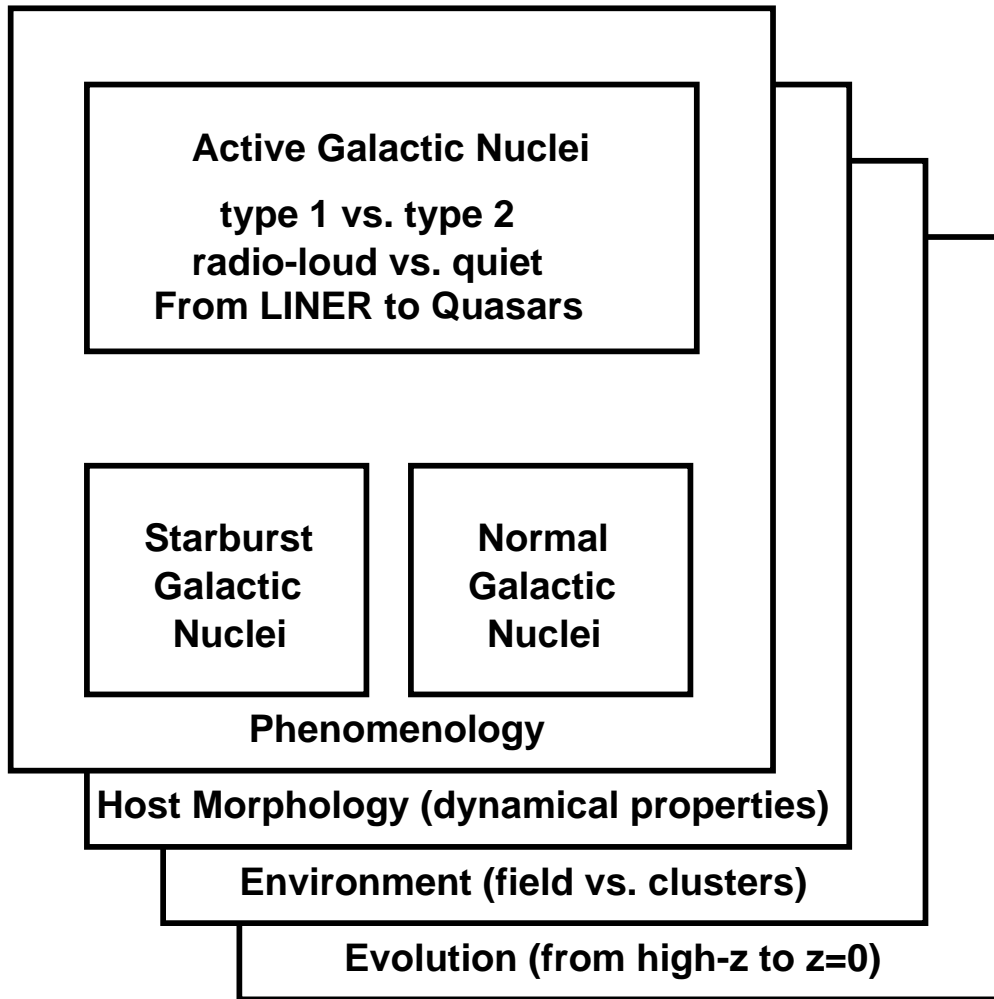 Active Galactic Nuclei
type 1 vs. type 2
radio-loud vs. quiet
From LINER to Quasars
Starburst
Galactic
Nuclei
Normal
Galactic
Nuclei
Phenomenology
Host Morphology (dynamical properties)
Environment (field vs. clusters)
Evolution (from high-z to z=0)